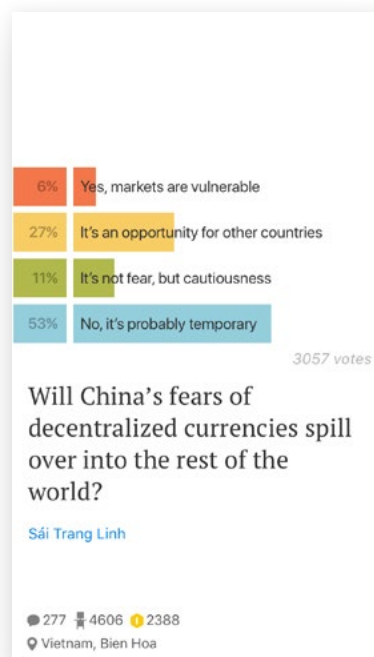 6% Yes, markets are vulnerable
27% It's an opportunity for other countries
11% It's not fear, but cautiousness
53% No, it's probably temporary
3057 votes
Will China’s fears of
decentralized currencies spill
over into the rest of the
world?
Sái Trang Linh
277 4606 2388
Vietnam, Bien Hoa